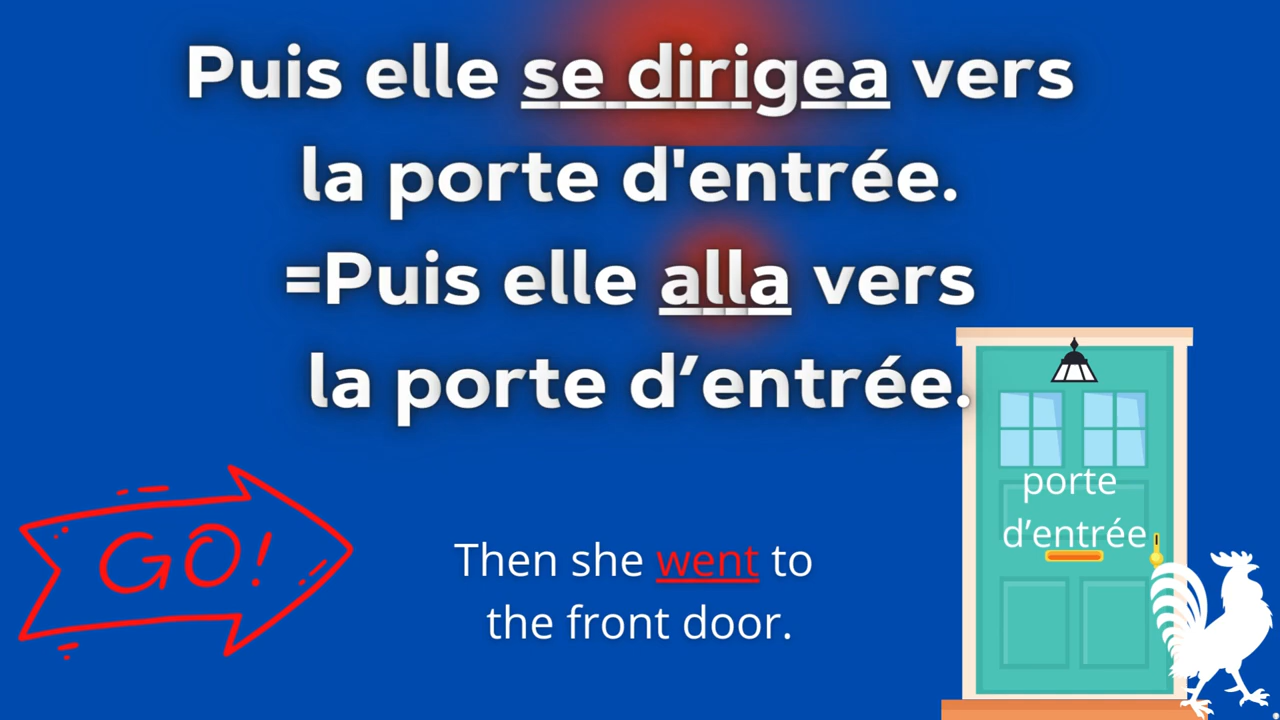 Puis elle se dirigea vers
la porte d'entrée.
=Puis elle alla vers
la porte d’entrée.
porte
d’entrée
GO!
Then she went to
the front door.